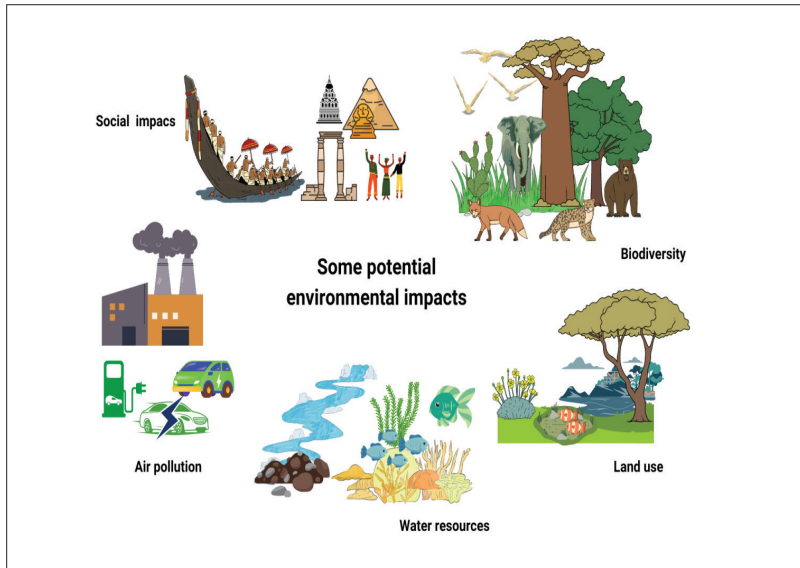 Social impacs
Biodiversity
Some potential
environmental impacts
Air pollution
Land use
Water resources